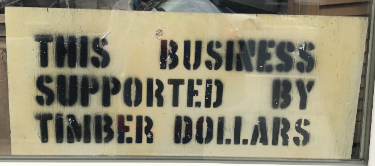 THIS BUSINESS
SUPPORTED BY
TIMBER DOLLARS